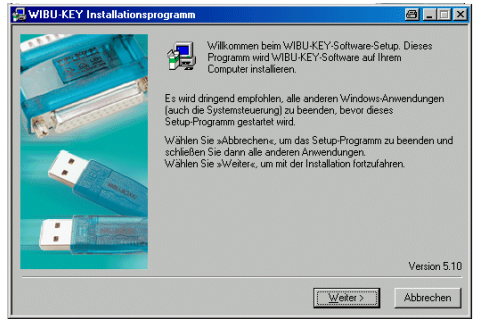 WIBU-KEY Installationsprogramm
Willkommen beim WIBU-KEY-Software-Setup. Dieses
Programm wird WIBU-KEY-Software auf Ihrem
Computer installieren.
Es wird dringend empfohlen, alle anderen Windows-Anwendungen
(auch die Systemsteuerung) zu beenden, bevor dieses
Setup-Programm gestartet wird.
Wählen Sie »Abbrechen«, um das Setup-Programm zu beenden und
schließen Sie dann alle anderen Anwendungen.
Wählen Sie »Weiter«, um mit der Installation fortzufahren.
Version 5.10
Weiter >
Abbrechen